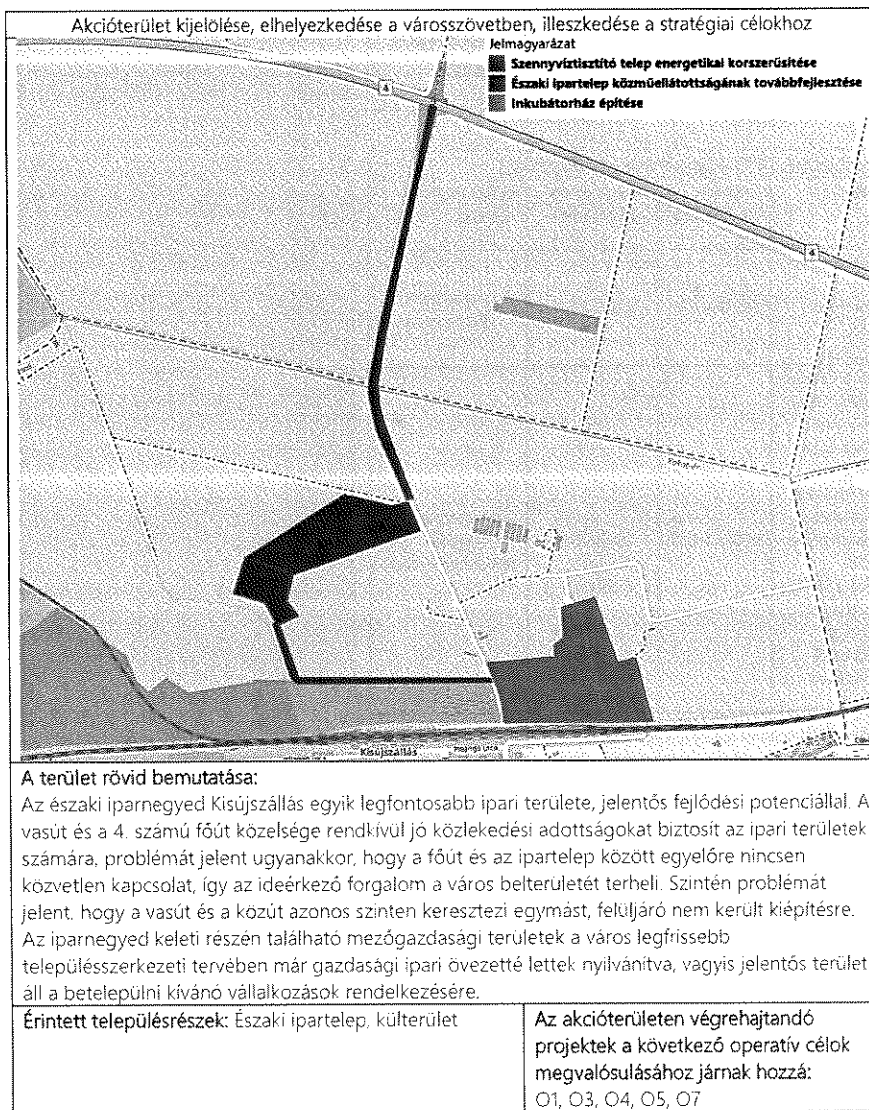 Akcióterület kijelölése, elhelyezkedése a városszövetben, illeszkedése a stratégiai célokhoz
Jelmagyarázat
Szennyvíztisztító telep energetikai korszerűsítése
Északi ipartelep közműellátottságának továbbfejlesztése
Inkubátorház építése
4
4
Kisújszállás
A terület rövid bemutatása:
Az északi iparnegyed Kisújszállás egyik legfontosabb ipari területe, jelentős fejlődési potenciállal. A
vasút és a 4. számú főút közelsége rendkívül jó közlekedési adottságokat biztosít az ipari területek
számára, problémát jelent ugyanakkor, hogy a főút és az ipartelep között egyelőre nincsen
közvetlen kapcsolat, így az ideérkező forgalom a város belterületét terheli. Szintén problémát
jelent, hogy a vasút és a közút azonos szinten keresztezi egymást, felüljáró nem került kiépítésre.
Az iparnegyed keleti részén található mezőgazdasági területek a város legfrissebb
településszerkezeti tervében már gazdasági ipari övezetté lettek nyilvánítva, vagyis jelentős terület
áll a betelepülni kívánó vállalkozások rendelkezésére.
Érintett településrészek: Északi ipartelep, külterület
Az akcióterületen végrehajtandó
projektek a következő operatív célok
megvalósulásához járnak hozzá:
O1, O3, O4, O5, O7